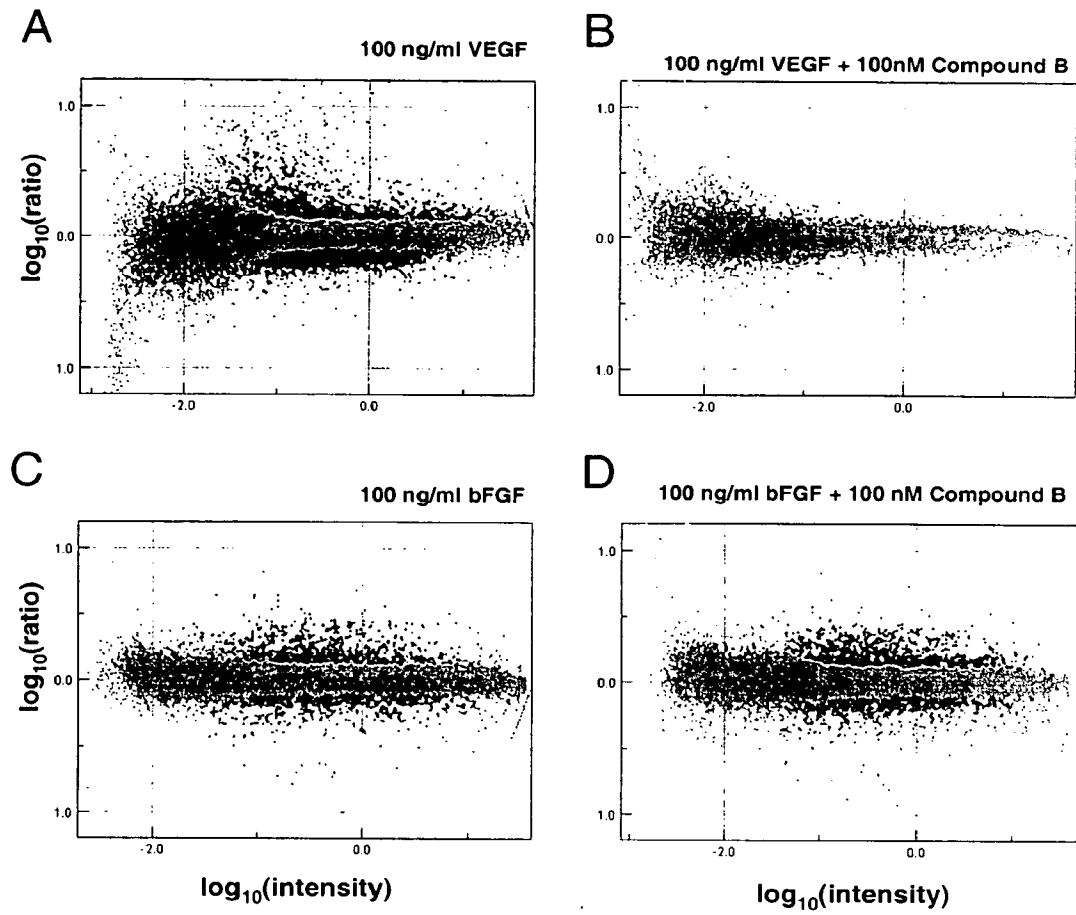 A
100 ng/ml VEGF
1.0
0.0
1.0
-2.0
0.0
log10(ratio)
B
100 ng/ml VEGF + 100nM Compound B
1.0
0.0
1.0
-2.0
0.0
C
100 ng/ml bFGF
1.0
0.0
1.0
-2.0
0.0
log10(ratio)
log10(intensity)
D
100 ng/ml bFGF + 100 nM Compound B
1.0
0.0
1.0
-2.0
0.0
log10(intensity)